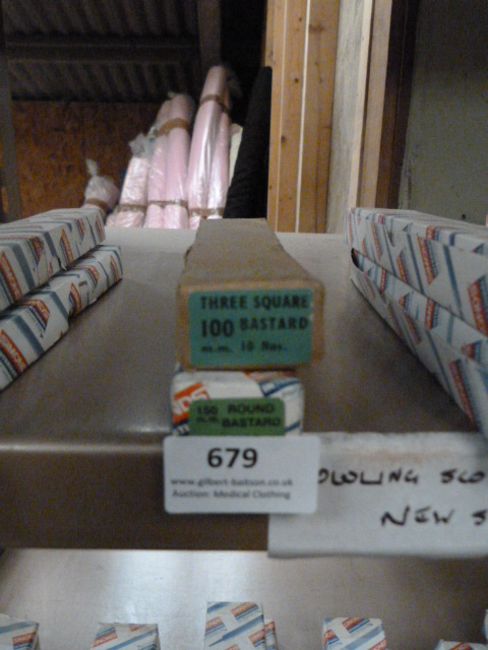 THREE SQUARE
100 BASTARD
m.m. 10 Nos.
150 ROUND
m.m. BASTARD
679
www.gilbert-baitson.co.uk
Auction: Medical Clothing
NEW